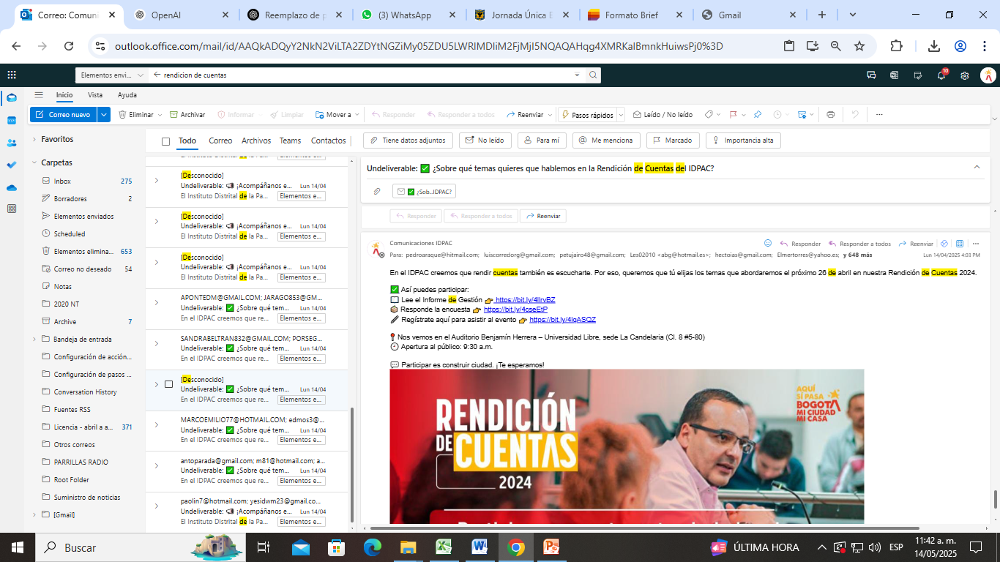 Correo: Comuni
OpenAI
Reemplazo de p
(3) WhatsApp
Jornada Única E
Formato Brief
Gmail
outlook.office.com/mail/id/AAQkADQyY2NkN2ViLTA2ZDYtNGZiMy05ZDU5LWRlMDliM2FjMjI5NQAQAHqg4XMRKalBmnkHuiwsPj0%3D
Elementos envi...
rendicion de cuentas
10
Inicio
Vista
Ayuda
Correo nuevo
Eliminar
Archivar
Informar
Limpiar
Mover a
Responder
Responder a todos
Reenviar
Pasos rápidos
Leído / No leído
Favoritos
Carpetas
Inbox 275
Borradores 2
Elementos enviados
Scheduled
Elementos elimina... 653
Correo no deseado 54
Notas
2020 NT
Archive 7
Bandeja de entrada
Configuración de acción...
Configuración de pasos ...
Conversation History
Fuentes RSS
Licencia - abril a a... 371
Otros correos
PARRILLAS RADIO
Root Folder
Suministro de noticias
[Gmail]
Todo
Correo
Archivos
Teams
Contactos
Tiene datos adjuntos
No leído
Para mí
Me menciona
Marcado
Importancia alta
El Instituto Distrital de la Pa... Elementos e...
[Desconocido]
Undeliverable: 📢 ¡Acompáñanos e... Lun 14/04
El Instituto Distrital de la Pa... Elementos e...
[Desconocido]
Undeliverable: 📢 ¡Acompáñanos e... Lun 14/04
El Instituto Distrital de la Pa... Elementos e...
[Desconocido]
Undeliverable: 📢 ¡Acompáñanos e... Lun 14/04
El Instituto Distrital de la Pa... Elementos e...
APONTEDM@GMAIL.COM; JARAGO853@GM...
Undeliverable: ✅ ¿Sobre qué tem... Lun 14/04
En el IDPAC creemos que re... Elementos e...
SANDRABELTRAN832@GMAIL.COM; PORSEG...
Undeliverable: ✅ ¿Sobre qué tem... Lun 14/04
En el IDPAC creemos que re... Elementos e...
[Desconocido]
Undeliverable: ✅ ¿Sobre qué tem... Lun 14/04
En el IDPAC creemos que re... Elementos e...
MARCOEMILIO77@HOTMAIL.COM; edmos3@...
Undeliverable: ✅ ¿Sobre qué tem... Lun 14/04
En el IDPAC creemos que re... Elementos e...
antoparada@gmail.com; m81@hotmail.com; a...
Undeliverable: ✅ ¿Sobre qué tem... Lun 14/04
En el IDPAC creemos que re... Elementos e...
paolin7@hotmail.com; yesidwm23@gmail.co...
Undeliverable: 📢 ¡Acompáñanos e... Lun 14/04
El Instituto Distrital de la Pa... Elementos e...
Undeliverable: ✅ ¿Sobre qué temas quieres que hablemos en la Rendición de Cuentas del IDPAC?
✅ ¿Sob...IDPAC?
Responder
Responder a todos
Reenviar
Comunicaciones IDPAC
Responder
Responder a todos
Reenviar
Para: pedroaraque@hitmail.com; luiscorredorg@gmail.com; petujairo48@gmail.com; Les02010 <abg@hotmail.es>; hectoias@gmail.com; Elmertorres@yahoo.es; y 648 más
Lun 14/04/2025 4:03 PM
En el IDPAC creemos que rendir cuentas también es escucharte. Por eso, queremos que tú elijas los temas que abordaremos el próximo 26 de abril en nuestra Rendición de Cuentas 2024.
✅ Así puedes participar:
📖 Lee el Informe de Gestión 👉 https://bit.ly/4lIrvBZ
🗳 Responde la encuesta 👉 https://bit.ly/4cseEtP
🖊 Regístrate aquí para asistir al evento 👉 https://bit.ly/4lqASQZ
📍 Nos vemos en el Auditorio Benjamín Herrera – Universidad Libre, sede La Candelaria (Cl. 8 #5-80)
🕘 Apertura al público: 9:30 a.m.
💬 Participar es construir ciudad. ¡Te esperamos!
RENDICIÓN
DE CUENTAS
2024
AQUÍ
SÍ PASA
BOGOTÁ
MI CIUDAD
MI CASA
Buscar
ÚLTIMA HORA
ESP
11:42 a. m.
14/05/2025